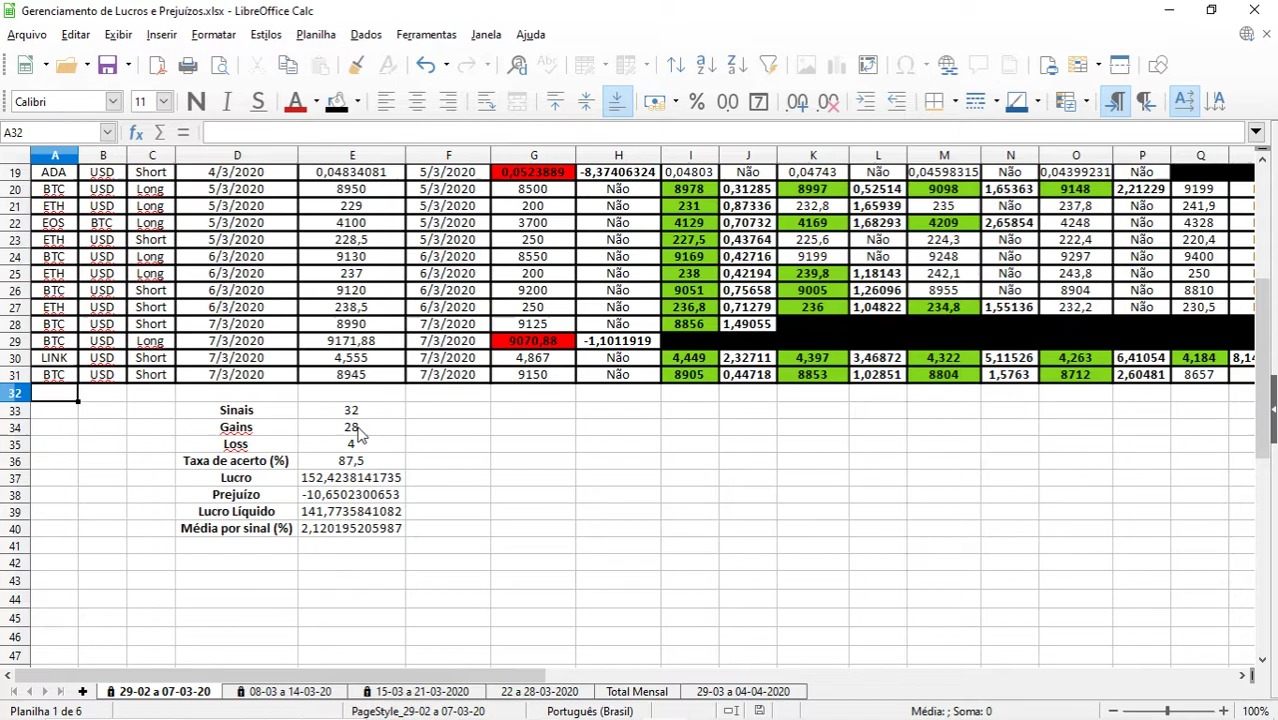 Gerenciamento de Lucros e Prejuízos.xlsx - LibreOffice Calc
Arquivo Editar Exibir Inserir Formatar Estilos Planilha Dados Ferramentas Janela Ajuda
Calibri 11 N I S A
A32
A B C D E F G H I J K L M N O P Q
19 ADA USD Short 4/3/2020 0,04834081 5/3/2020 0,0523889 -8,37406324 0,04803 Não 0,04743 Não 0,04598315 Não 0,04399231 Não
20 BTC USD Long 5/3/2020 8950 5/3/2020 8500 Não 8978 0,31285 8997 0,52514 9098 1,65363 9148 2,21229 9199
21 ETH USD Long 5/3/2020 229 5/3/2020 200 Não 231 0,87336 232,8 1,65939 235 Não 237,8 Não 241,9
22 EOS BTC Long 5/3/2020 4100 5/3/2020 3700 Não 4129 0,70732 4169 1,68293 4209 2,65854 4248 Não 4328
23 ETH USD Short 5/3/2020 228,5 5/3/2020 250 Não 227,5 0,43764 225,6 Não 224,3 Não 222,4 Não 220,4
24 BTC USD Long 6/3/2020 9130 6/3/2020 8550 Não 9169 0,42716 9199 Não 9248 Não 9297 Não 9400
25 ETH USD Long 6/3/2020 237 6/3/2020 200 Não 238 0,42194 239,8 1,18143 242,1 Não 243,8 Não 250
26 BTC USD Short 6/3/2020 9120 6/3/2020 9200 Não 9051 0,75658 9005 1,26096 8955 Não 8904 Não 8810
27 ETH USD Short 6/3/2020 238,5 6/3/2020 250 Não 236,8 0,71279 236 1,04822 234,8 1,55136 232,2 Não 230,5
28 BTC USD Short 7/3/2020 8990 7/3/2020 9125 Não 8856 1,49055
29 BTC USD Long 7/3/2020 9171,88 7/3/2020 9070,88 -1,1011919
30 LINK USD Short 7/3/2020 4,555 7/3/2020 4,867 Não 4,449 2,32711 4,397 3,46872 4,322 5,11526 4,263 6,41054 4,184 8,14
31 BTC USD Short 7/3/2020 8945 7/3/2020 9150 Não 8905 0,44718 8853 1,02851 8804 1,5763 8712 2,60481 8657
32
33 Sinais 32
34 Gains 28
35 Loss 4
36 Taxa de acerto (%) 87,5
37 Lucro 152,4238141735
38 Prejuízo -10,6502300653
39 Lucro Líquido 141,7735841082
40 Média por sinal (%) 2,120195205987
41
42
43
44
45
46
47
29-02 a 07-03-20 08-03 a 14-03-20 15-03 a 21-03-2020 22 a 28-03-2020 Total Mensal 29-03 a 04-04-2020
Planilha 1 de 6 PageStyle_29-02 a 07-03-20 Português (Brasil) Média: ; Soma: 0 100%